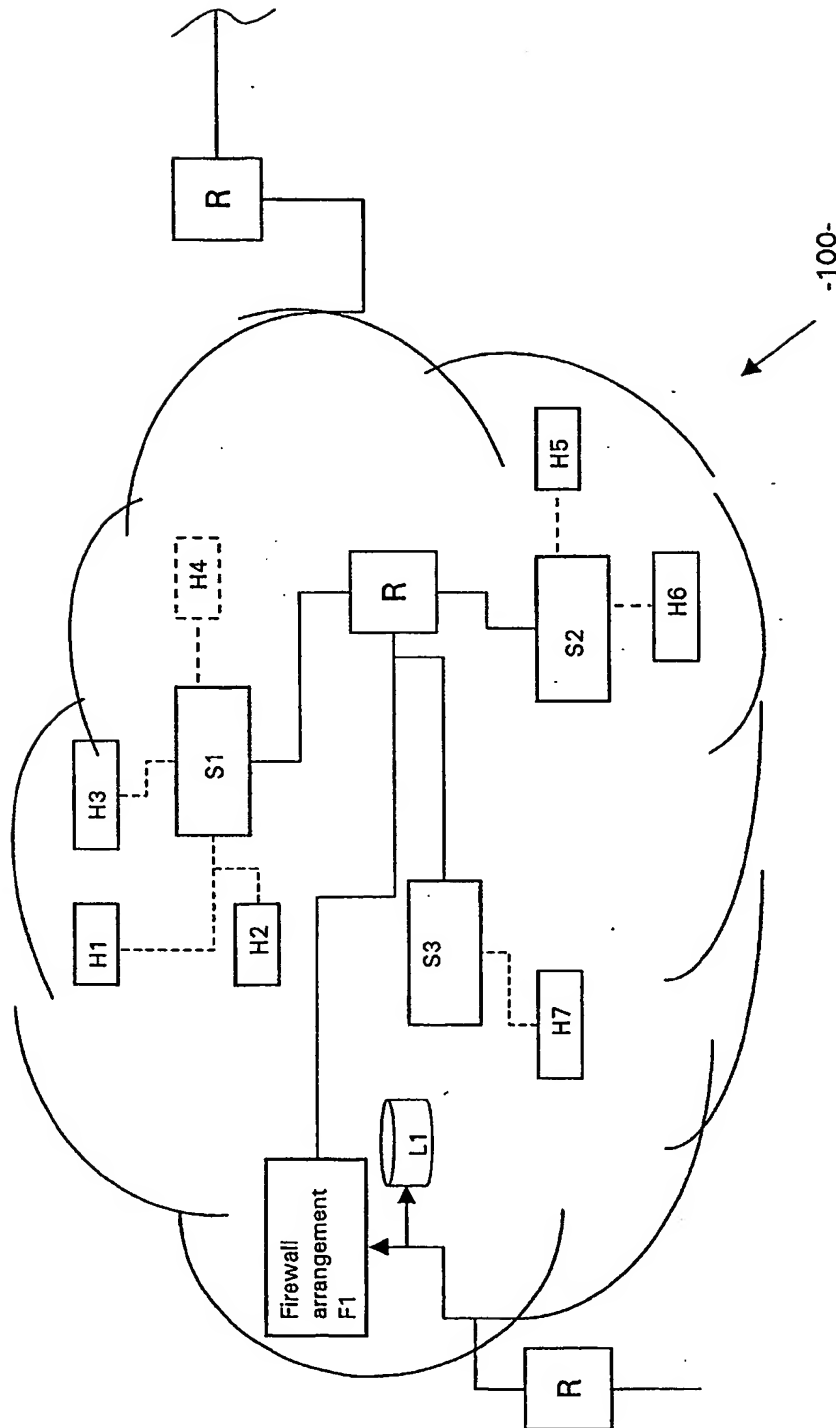 R
H4
H3
S1
H1
H2
R
H5
S2
H6
S3
H7
Firewall
arrangement
F1
L1
R
-100-